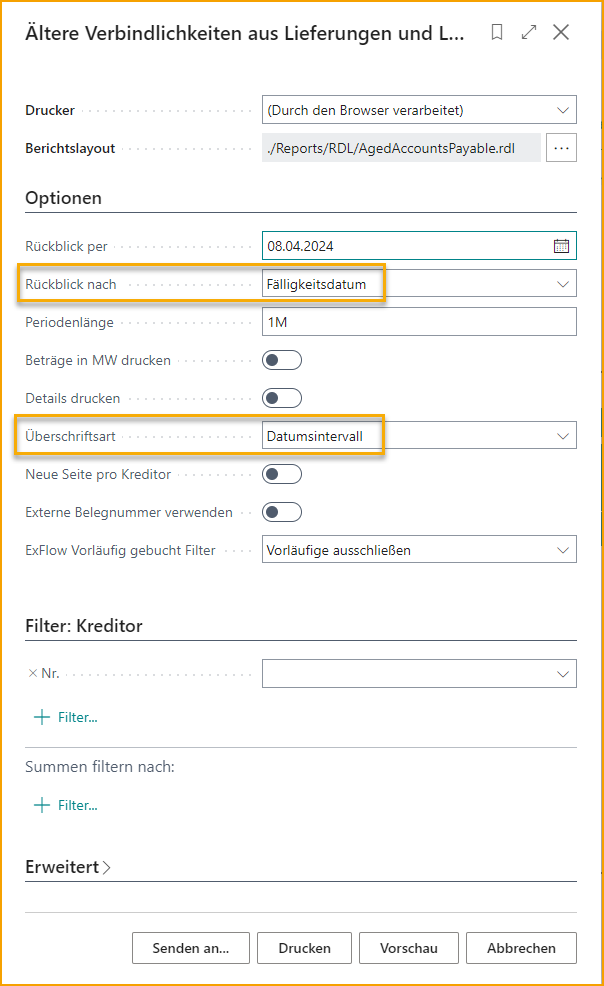 Ältere Verbindlichkeiten aus Lieferungen und L...
Drucker (Durch den Browser verarbeitet)
Berichtslayout ./Reports/RDL/AgedAccountsPayable.rdl ...
Optionen
Rückblick per 08.04.2024
Rückblick nach Fälligkeitsdatum
Periodenlänge 1M
Beträge in MW drucken
Details drucken
Überschriftsart Datumsintervall
Neue Seite pro Kreditor
Externe Belegnummer verwenden
ExFlow Vorläufig gebucht Filter Vorläufige ausschließen
Filter: Kreditor
× Nr.
+ Filter...
Summen filtern nach:
+ Filter...
Erweitert >
Senden an... Drucken Vorschau Abbrechen